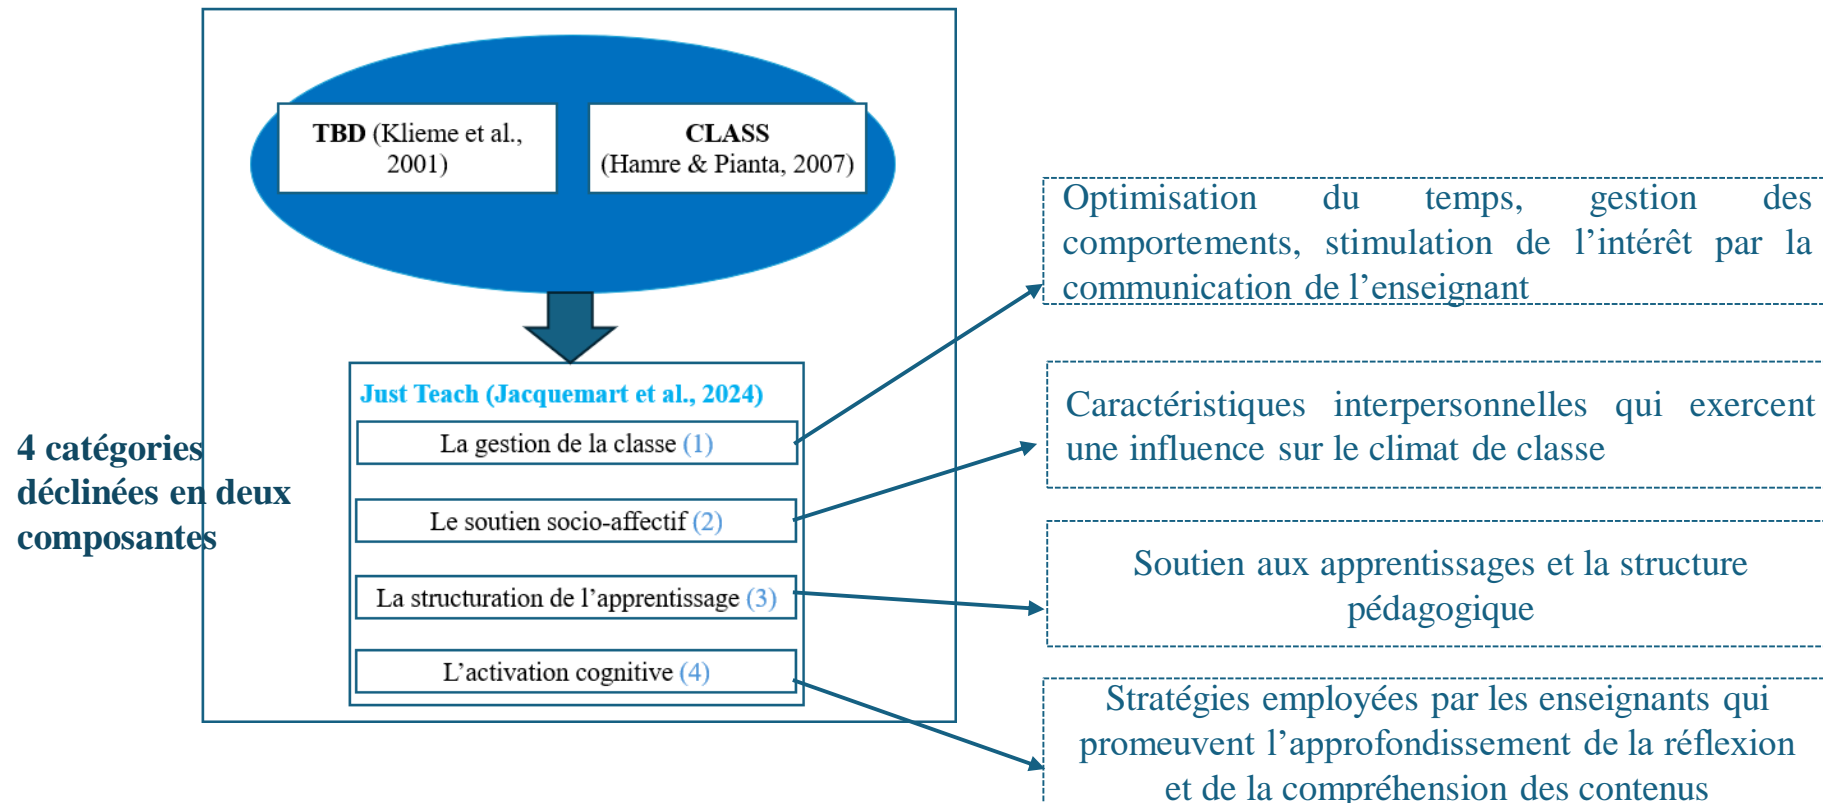 TBD (Klieme et al.,
2001)
CLASS
(Hamre & Pianta, 2007)
Just Teach (Jacquemart et al., 2024)
La gestion de la classe (1)
Le soutien socio-affectif (2)
La structuration de l’apprentissage (3)
L’activation cognitive (4)
4 catégories
déclinées en deux
composantes
Optimisation du temps, gestion des
comportements, stimulation de l’intérêt par la
communication de l’enseignant
Caractéristiques interpersonnelles qui exercent
une influence sur le climat de classe
Soutien aux apprentissages et la structure
pédagogique
Stratégies employées par les enseignants qui
promeuvent l’approfondissement de la réflexion
et de la compréhension des contenus